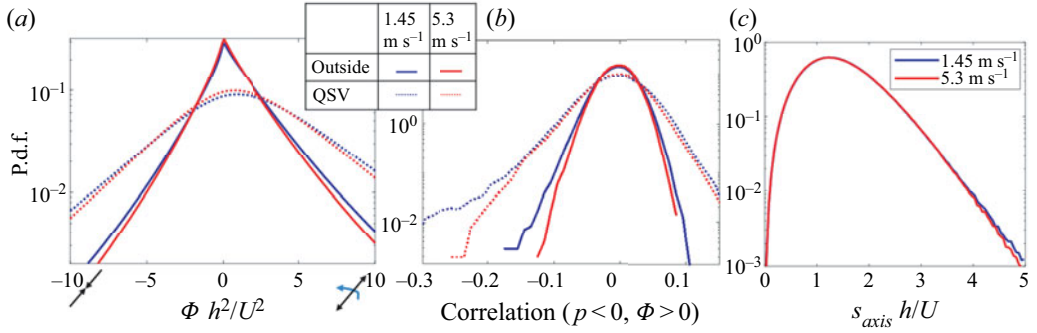 (a)
(b)
(c)
1.45 m s⁻¹ 5.3 m s⁻¹
Outside
QSV
P.d.f.
10⁻¹
10⁻²
−10 −5 0 5 10
Φ h²/U²
10⁰
10⁻²
−0.3 −0.2 −0.1 0 0.1
Correlation (p < 0, Φ > 0)
1.45 m s⁻¹
5.3 m s⁻¹
10⁰
10⁻¹
10⁻²
10⁻³
0 1 2 3 4 5
s_axis h/U